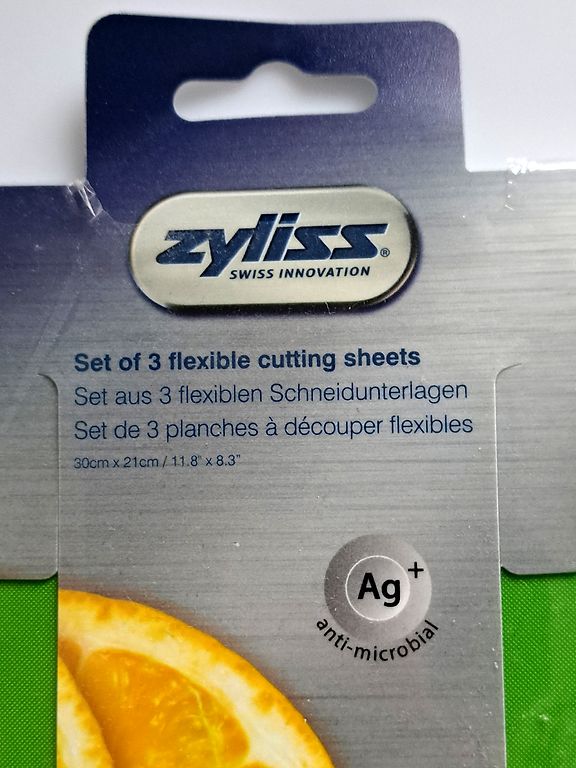 zyliss®
SWISS INNOVATION
Set of 3 flexible cutting sheets
Set aus 3 flexiblen Schneidunterlagen
Set de 3 planches à découper flexibles
30cm x 21cm / 11.8" x 8.3"
Ag+
anti-microbial